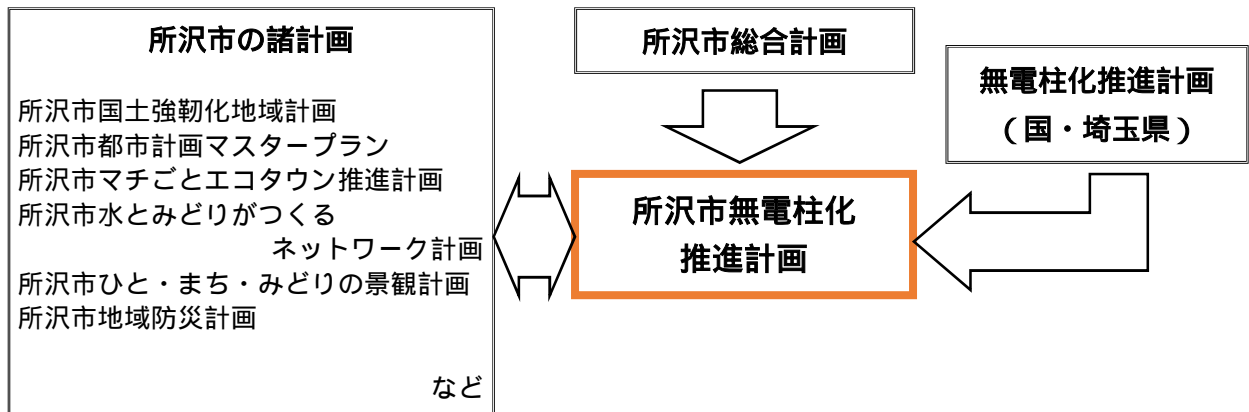 所沢市の諸計画
所沢市国土強靭化地域計画
所沢市都市計画マスタープラン
所沢市マチごとエコタウン推進計画
所沢市水とみどりがつくる
ネットワーク計画
所沢市ひと・まち・みどりの景観計画
所沢市地域防災計画
など
所沢市総合計画
無電柱化推進計画
（国・埼玉県）
所沢市無電柱化
推進計画